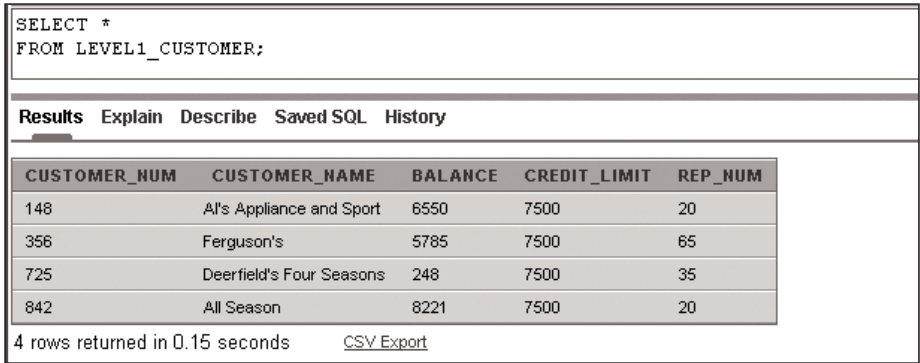 SELECT *
FROM LEVEL1_CUSTOMER;
Results Explain Describe Saved SQL History
CUSTOMER_NUM CUSTOMER_NAME BALANCE CREDIT_LIMIT REP_NUM
148 Al's Appliance and Sport 6550 7500 20
356 Ferguson's 5785 7500 65
725 Deerfield's Four Seasons 248 7500 35
842 All Season 8221 7500 20
4 rows returned in 0.15 seconds CSV Export